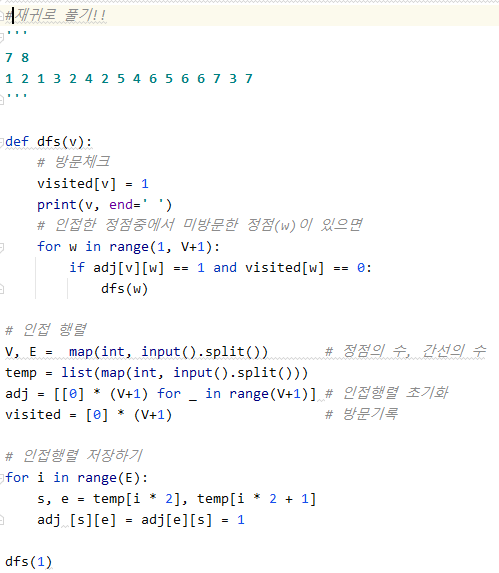 #재귀로 풀기!!
'''
7 8
1 2 1 3 2 4 2 5 4 6 5 6 6 7 3 7
'''
def dfs(v):
    # 방문체크
    visited[v] = 1
    print(v, end=' ')
    # 인접한 정점중에서 미방문한 정점(w)이 있으면
    for w in range(1, V+1):
        if adj[v][w] == 1 and visited[w] == 0:
            dfs(w)
# 인접 행렬
V, E =  map(int, input().split())       # 정점의 수, 간선의 수
temp = list(map(int, input().split()))
adj = [[0] * (V+1) for _ in range(V+1)] # 인접행렬 초기화
visited = [0] * (V+1)                   # 방문기록
# 인접행렬 저장하기
for i in range(E):
    s, e = temp[i * 2], temp[i * 2 + 1]
    adj [s][e] = adj[e][s] = 1
dfs(1)